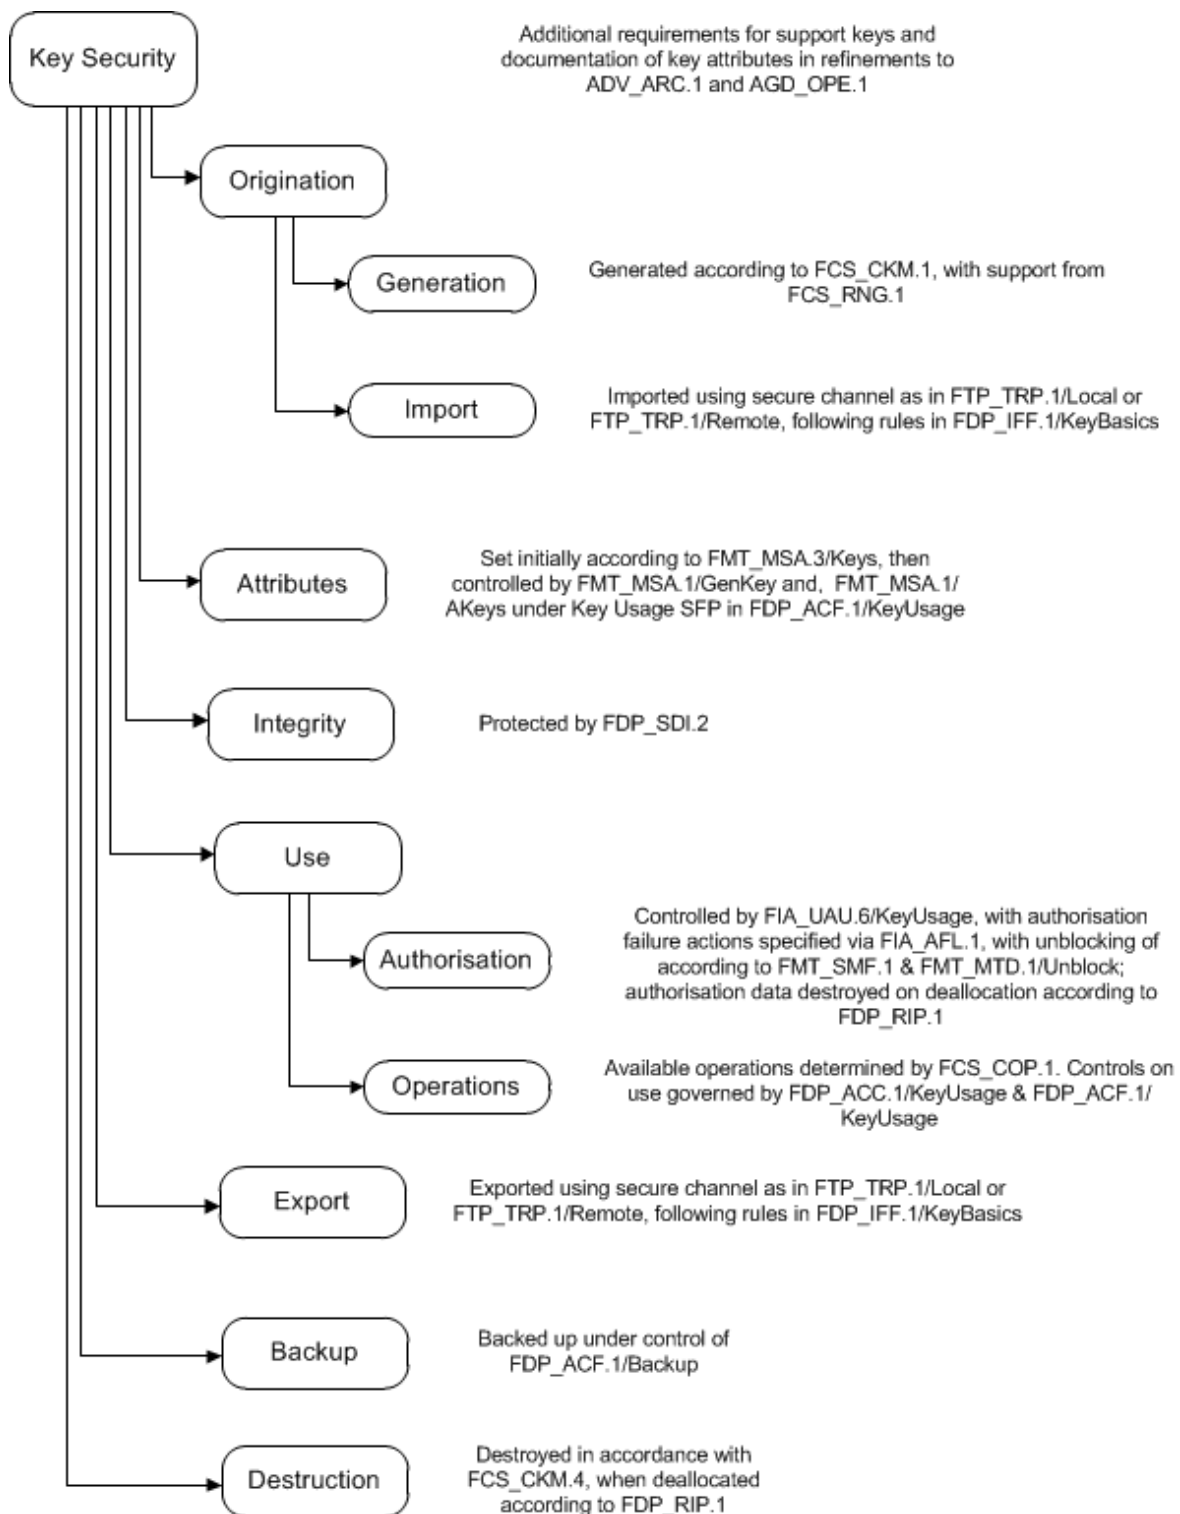 Key Security
Additional requirements for support keys and
documentation of key attributes in refinements to
ADV_ARC.1 and AGD_OPE.1
Origination
Generation
Generated according to FCS_CKM.1, with support from
FCS_RNG.1
Import
Imported using secure channel as in FTP_TRP.1/Local or
FTP_TRP.1/Remote, following rules in FDP_IFF.1/KeyBasics
Attributes
Set initially according to FMT_MSA.3/Keys, then
controlled by FMT_MSA.1/GenKey and,  FMT_MSA.1/
AKeys under Key Usage SFP in FDP_ACF.1/KeyUsage
Integrity
Protected by FDP_SDI.2
Use
Authorisation
Controlled by FIA_UAU.6/KeyUsage, with authorisation
failure actions specified via FIA_AFL.1, with unblocking of
according to FMT_SMF.1 & FMT_MTD.1/Unblock;
authorisation data destroyed on deallocation according to
FDP_RIP.1
Operations
Available operations determined by FCS_COP.1. Controls on
use governed by FDP_ACC.1/KeyUsage & FDP_ACF.1/
KeyUsage
Export
Exported using secure channel as in FTP_TRP.1/Local or
FTP_TRP.1/Remote, following rules in FDP_IFF.1/KeyBasics
Backup
Backed up under control of
FDP_ACF.1/Backup
Destruction
Destroyed in accordance with
FCS_CKM.4, when deallocated
according to FDP_RIP.1